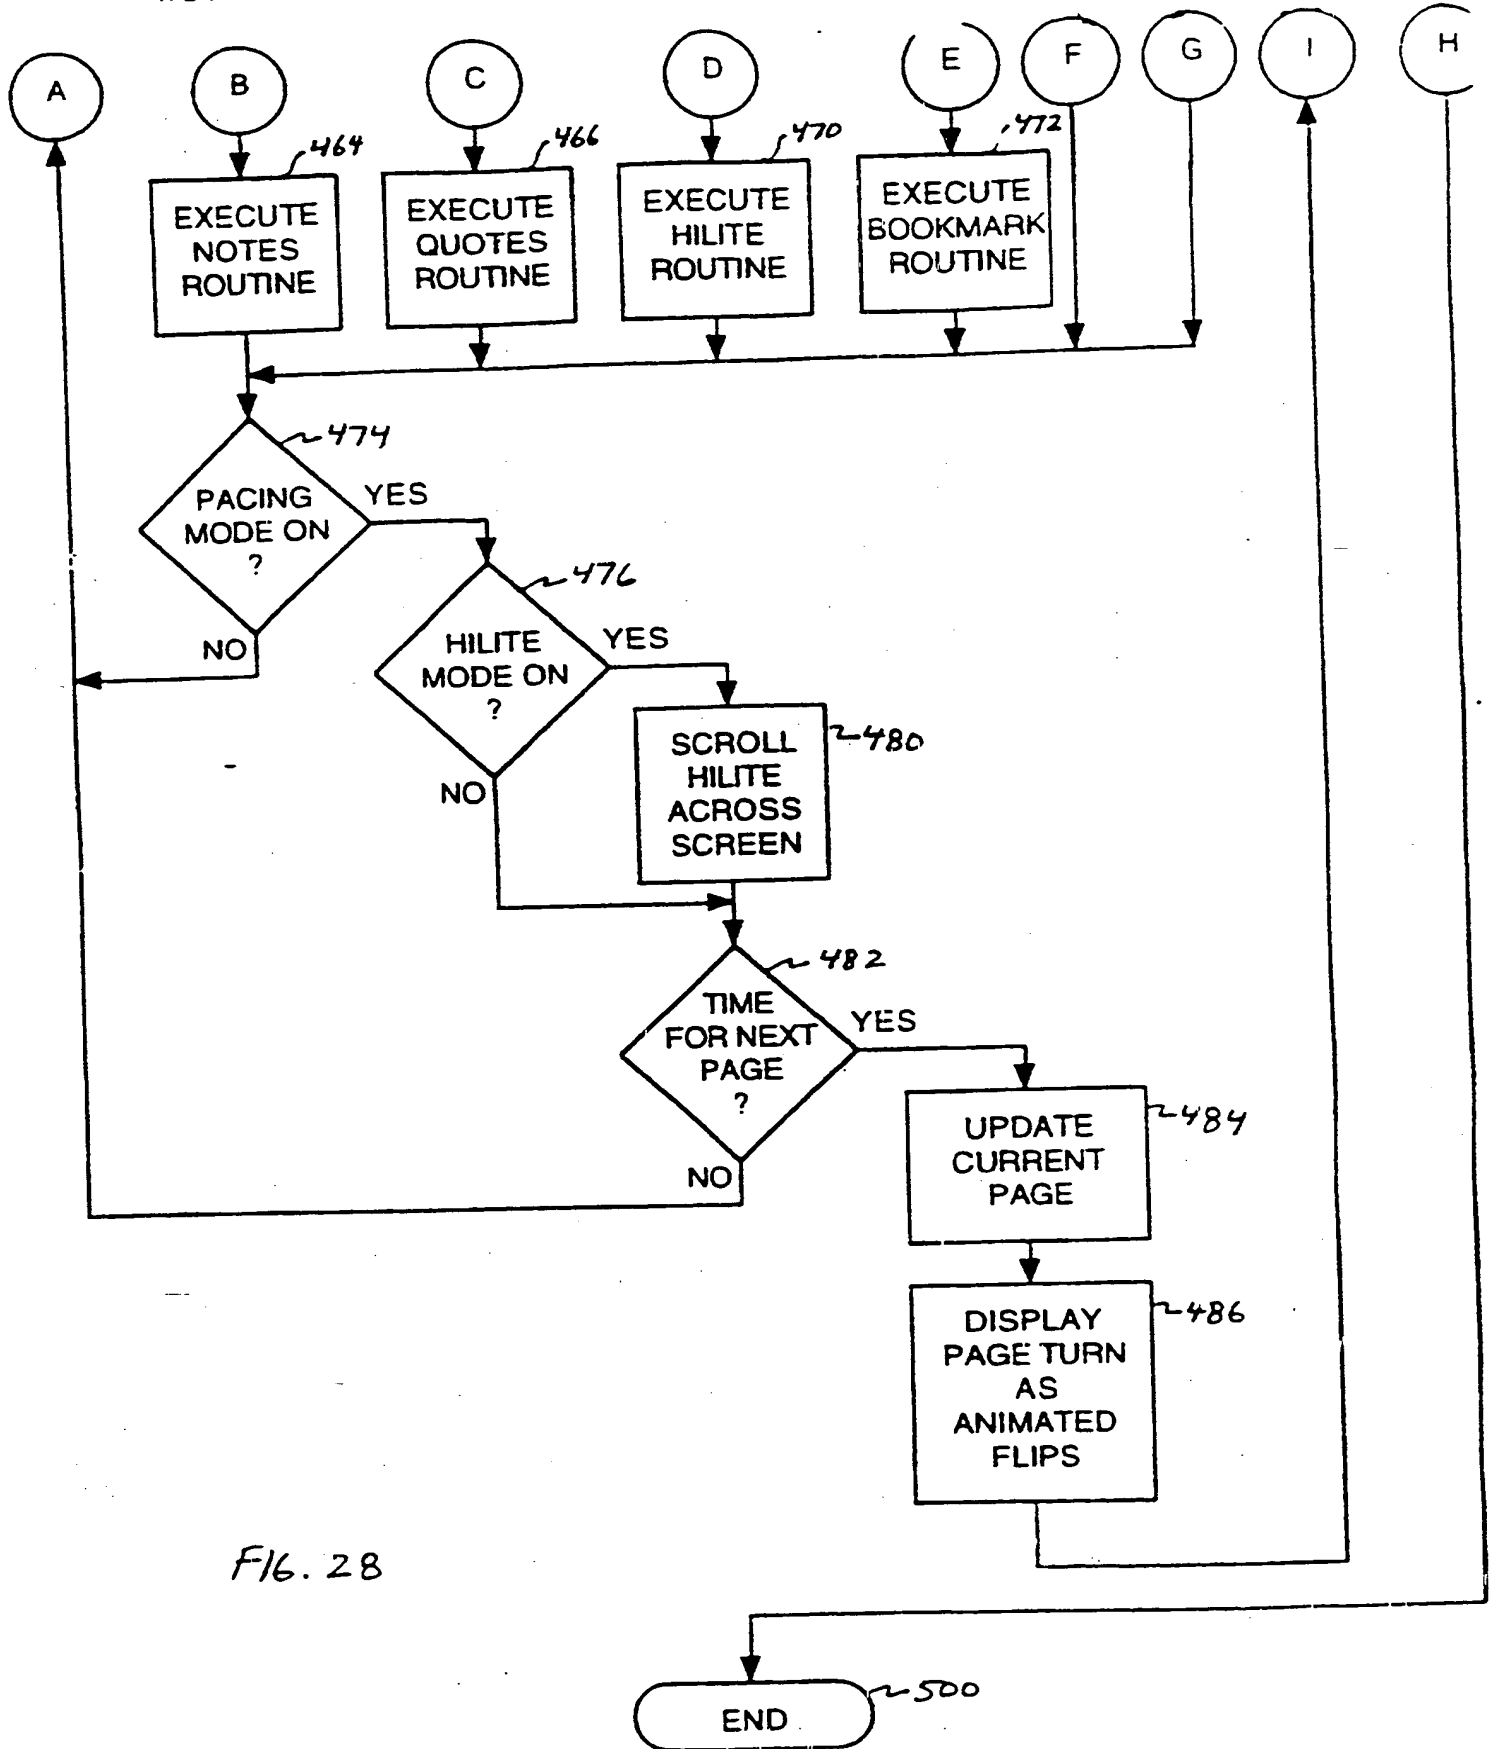 A
B
C
D
E
F
G
I
H
464
466
470
472
EXECUTE
NOTES
ROUTINE
EXECUTE
QUOTES
ROUTINE
EXECUTE
HILITE
ROUTINE
EXECUTE
BOOKMARK
ROUTINE
474
PACING
MODE ON
?
YES
NO
476
HILITE
MODE ON
?
YES
NO
480
SCROLL
HILITE
ACROSS
SCREEN
482
TIME
FOR NEXT
PAGE
?
YES
NO
484
UPDATE
CURRENT
PAGE
486
DISPLAY
PAGE TURN
AS
ANIMATED
FLIPS
FIG. 28
500
END